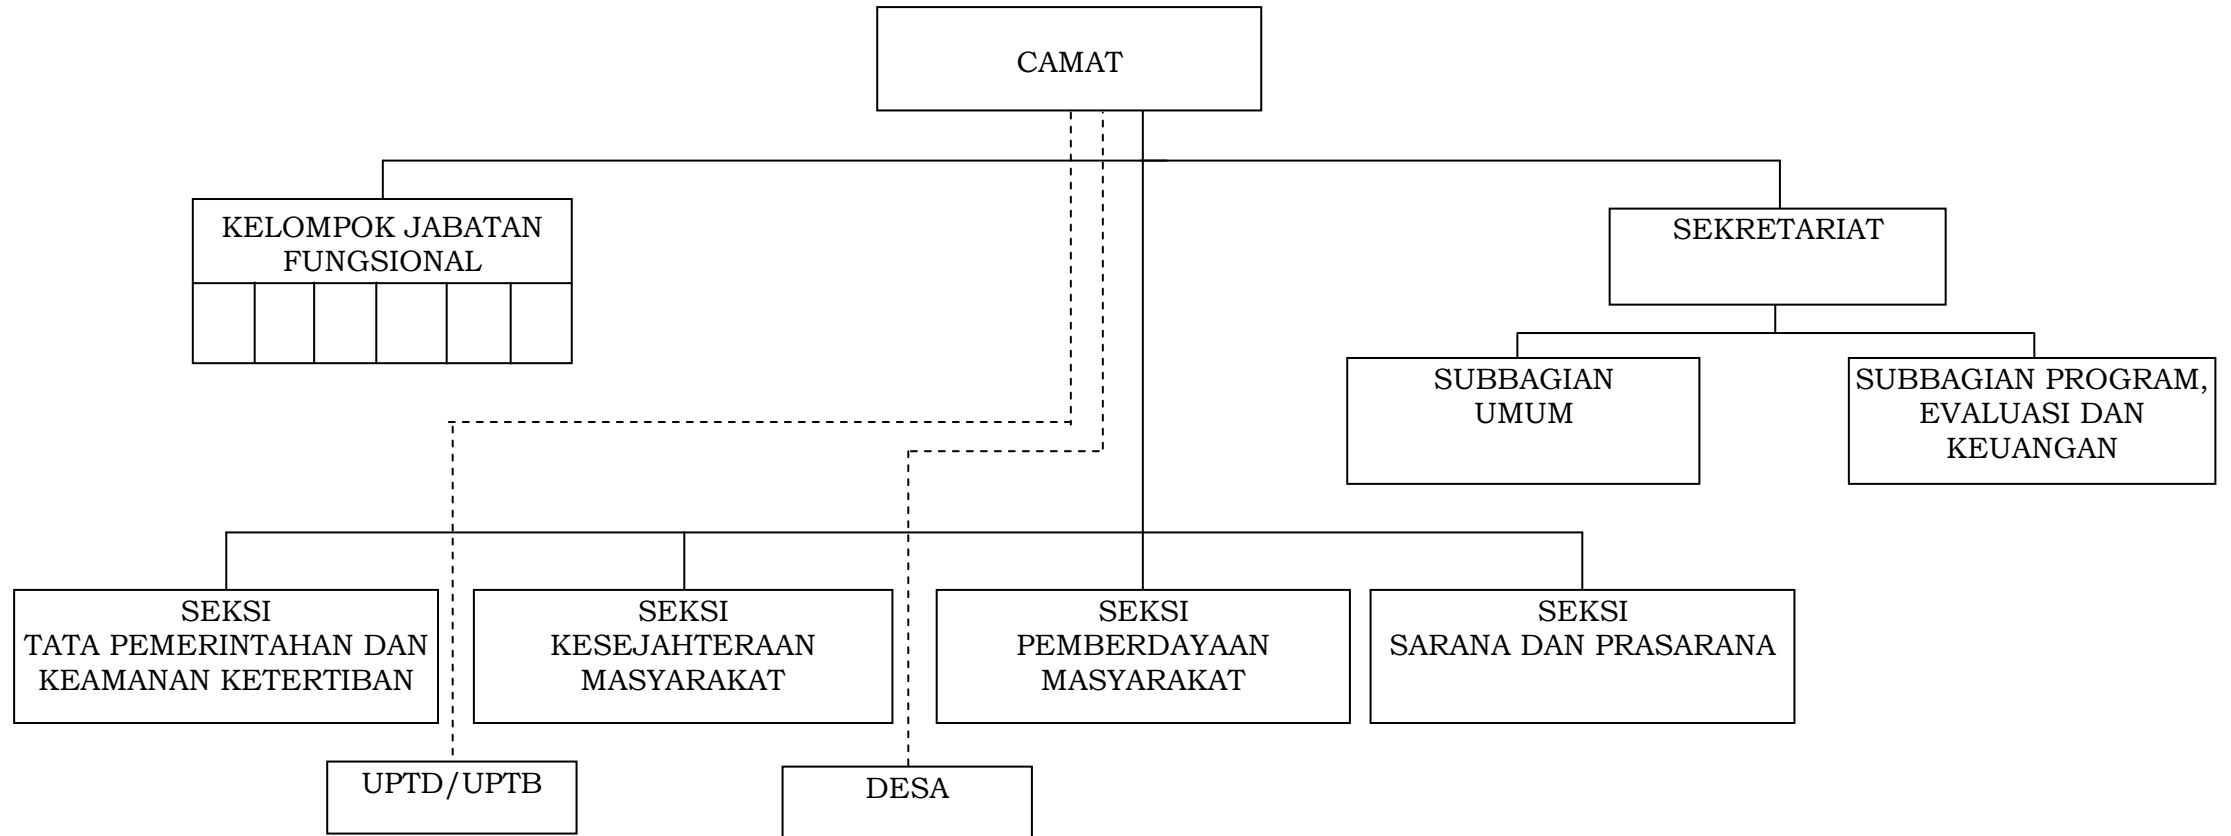 CAMAT
KELOMPOK JABATAN
FUNGSIONAL
SEKRETARIAT
SUBBAGIAN
UMUM
SUBBAGIAN PROGRAM,
EVALUASI DAN
KEUANGAN
SEKSI
TATA PEMERINTAHAN DAN
KEAMANAN KETERTIBAN
SEKSI
KESEJAHTERAAN
MASYARAKAT
SEKSI
PEMBERDAYAAN
MASYARAKAT
SEKSI
SARANA DAN PRASARANA
UPTD/UPTB
DESA